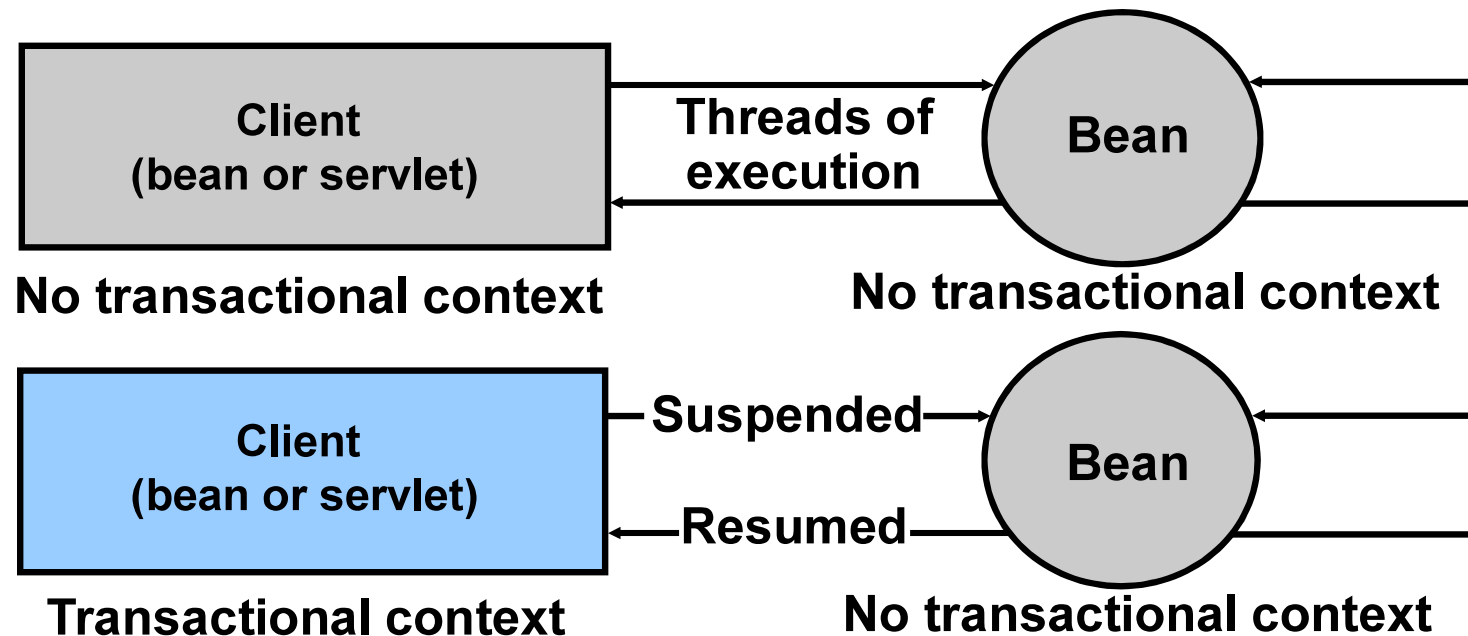 Client
(bean or servlet)
Threads of
execution
Bean
No transactional context
No transactional context
Client
(bean or servlet)
Suspended
Resumed
Bean
Transactional context
No transactional context